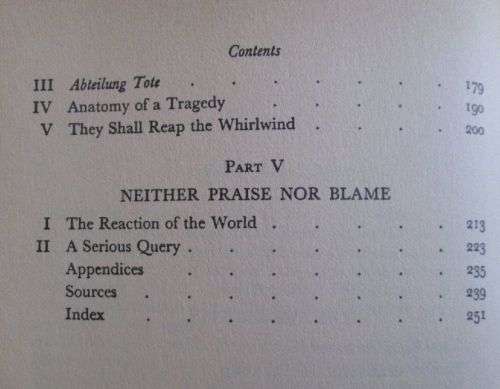 Contents
III Abteilung Tote . . . . . . . 179
IV Anatomy of a Tragedy . . . . . 190
V They Shall Reap the Whirlwind . . . . 200
PART V
NEITHER PRAISE NOR BLAME
I The Reaction of the World . . . . . 213
II A Serious Query . . . . . . . 223
Appendices . . . . . . . 235
Sources . . . . . . . . 239
Index . . . . . . . . 251